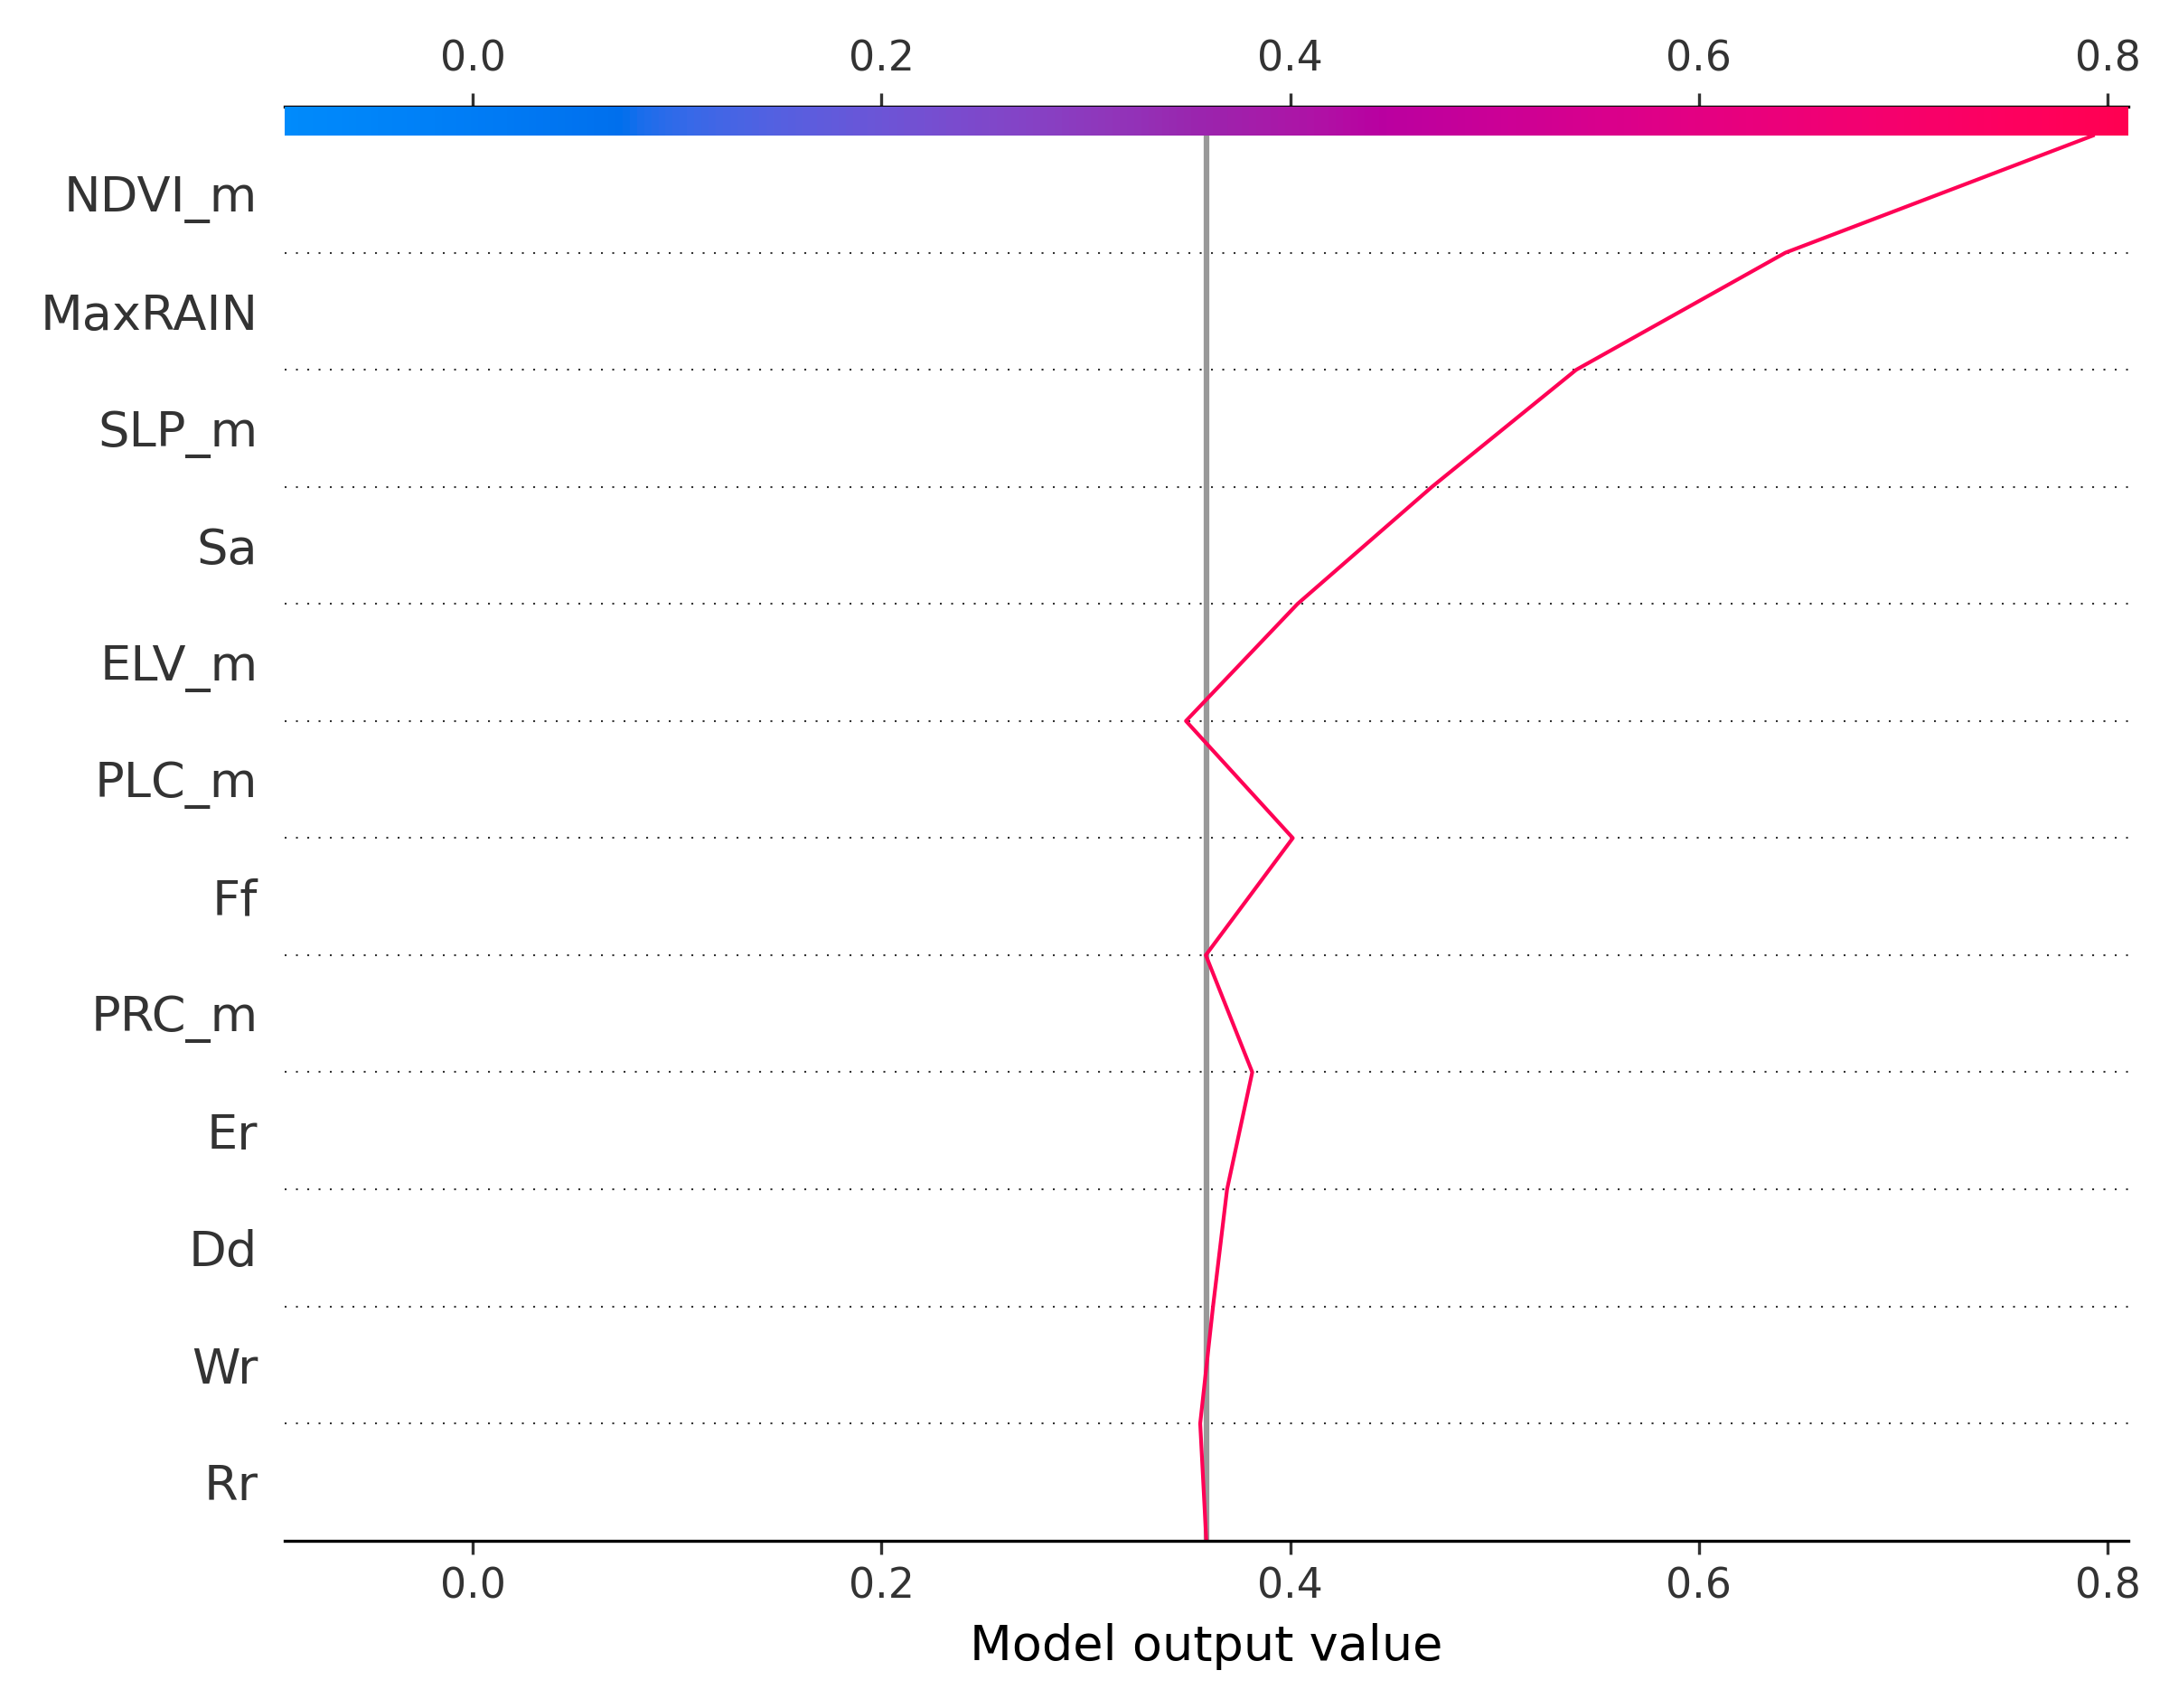 0.0 0.2 0.4 0.6 0.8
NDVI_m
MaxRAIN
SLP_m
Sa
ELV_m
PLC_m
Ff
PRC_m
Er
Dd
Wr
Rr
0.0 0.2 0.4 0.6 0.8
Model output value